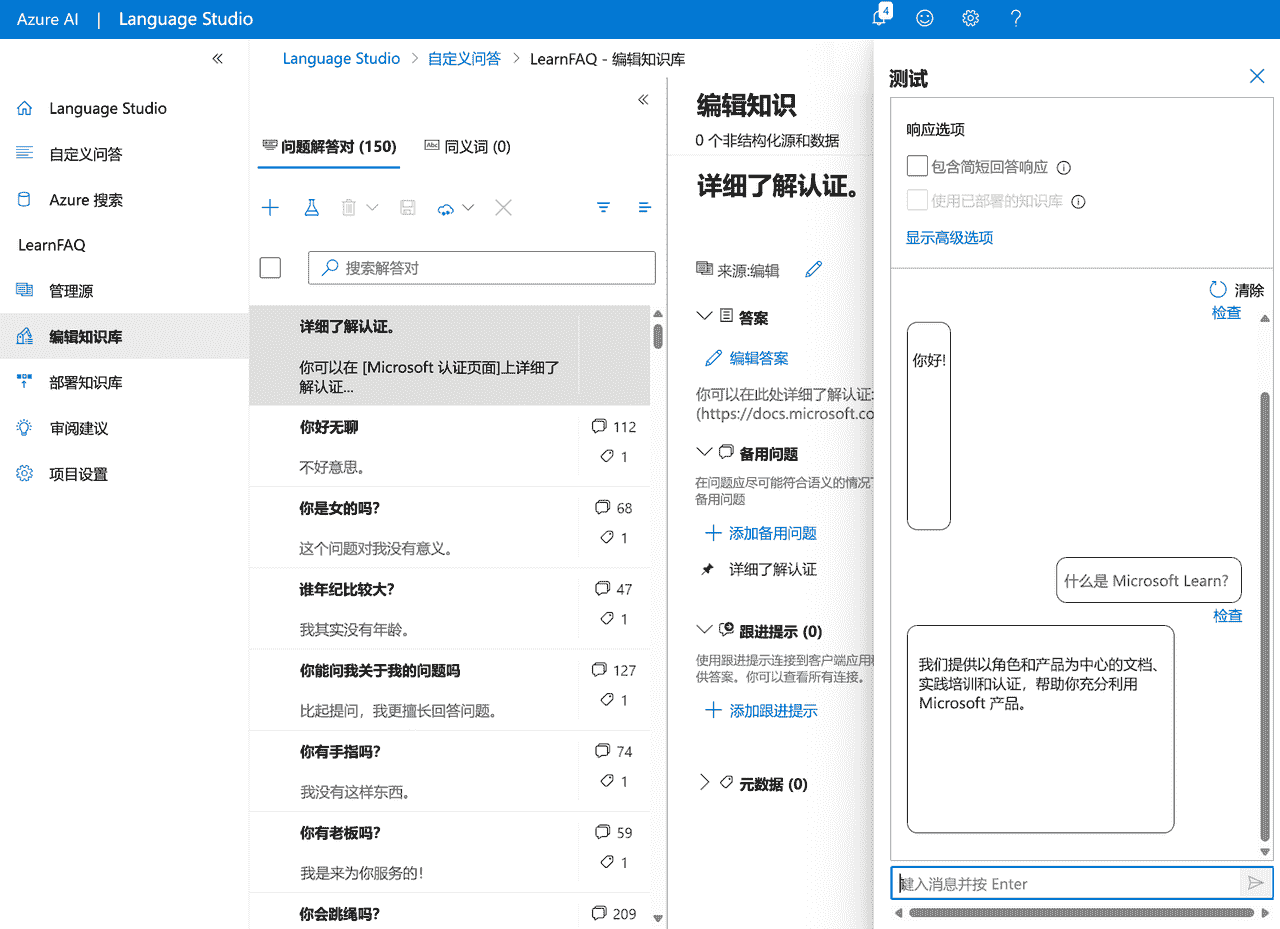 Azure AI | Language Studio
4
Language Studio
自定义问答
Azure 搜索
LearnFAQ
管理源
编辑知识库
部署知识库
审阅建议
项目设置
Language Studio > 自定义问答 > LearnFAQ - 编辑知识库
问题解答对 (150)
同义词 (0)
搜索解答对
详细了解认证。
你可以在 [Microsoft 认证页面]上详细了
解认证...
你好无聊
112
不好意思。
1
你是女的吗?
68
这个问题对我没有意义。
1
谁年纪比较大?
47
我其实没有年龄。
1
你能问我关于我的问题吗
127
比起提问，我更擅长回答问题。
1
你有手指吗?
74
我没有这样东西。
1
你有老板吗?
59
我是来为你服务的!
1
你会跳绳吗?
209
编辑知识
0 个非结构化源和数据
详细了解认证。
来源:编辑
答案
编辑答案
你可以在此处详细了解认证:
(https://docs.microsoft.co
备用问题
在问题应尽可能符合语义的情况下
备用问题
添加备用问题
详细了解认证
跟进提示 (0)
使用跟进提示连接到客户端应用程
供答案。你可以查看所有连接。
添加跟进提示
元数据 (0)
测试
响应选项
包含简短回答响应
使用已部署的知识库
显示高级选项
清除
检查
你好!
什么是 Microsoft Learn?
检查
我们提供以角色和产品为中心的文档、
实践培训和认证，帮助你充分利用
Microsoft 产品。
键入消息并按 Enter